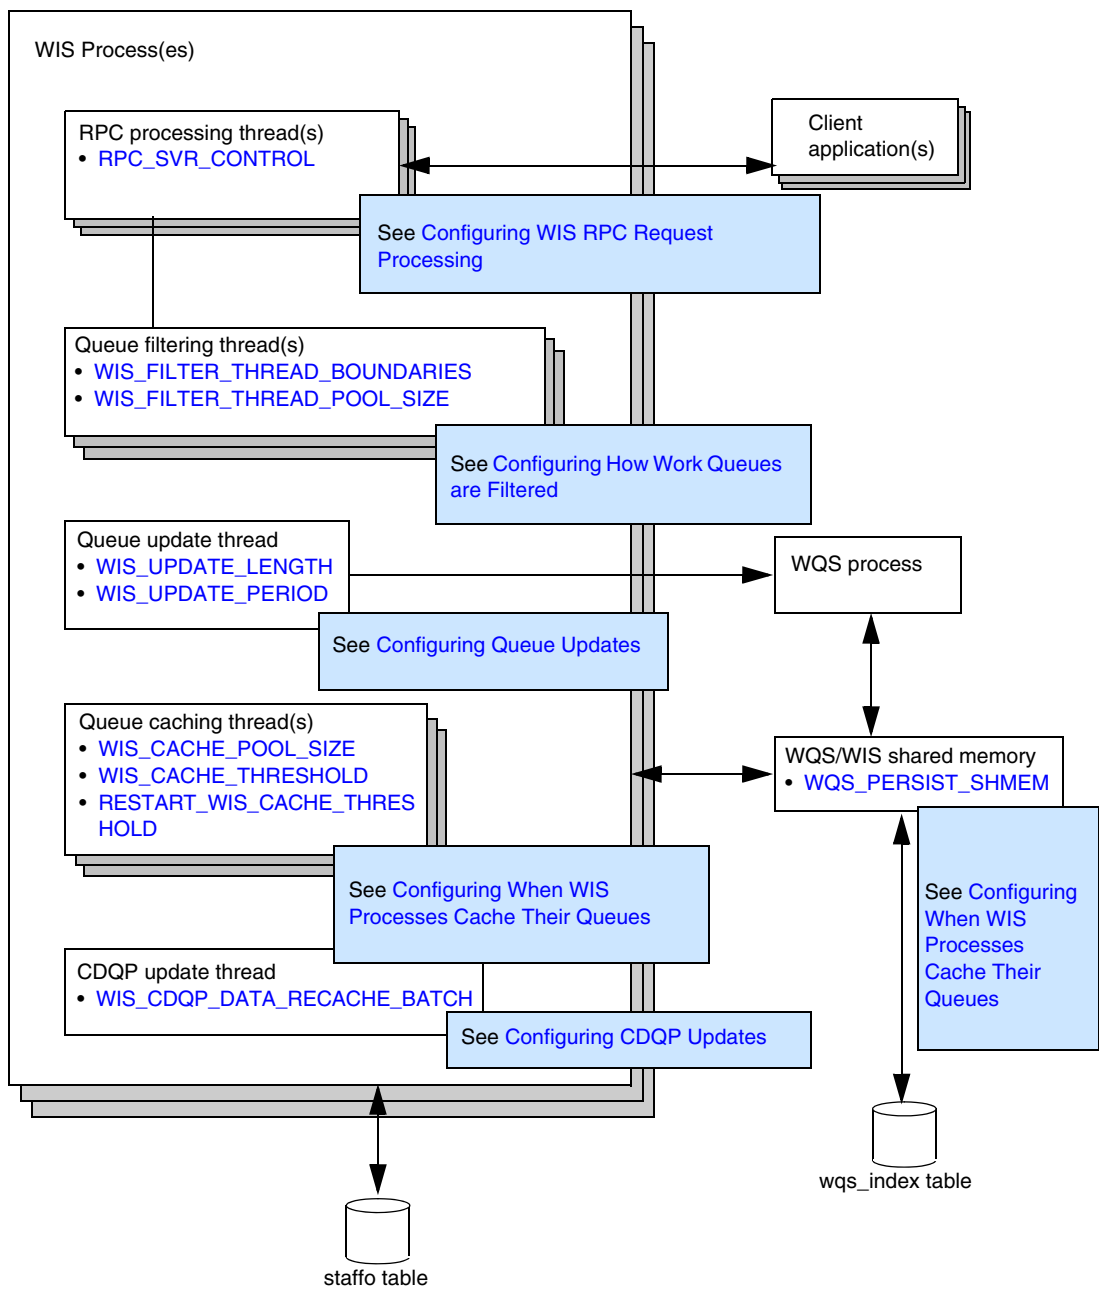 WIS Process(es)
RPC processing thread(s)
• RPC_SVR_CONTROL
Client
application(s)
See Configuring WIS RPC Request
Processing
Queue filtering thread(s)
• WIS_FILTER_THREAD_BOUNDARIES
• WIS_FILTER_THREAD_POOL_SIZE
See Configuring How Work Queues
are Filtered
Queue update thread
• WIS_UPDATE_LENGTH
• WIS_UPDATE_PERIOD
WQS process
See Configuring Queue Updates
Queue caching thread(s)
• WIS_CACHE_POOL_SIZE
• WIS_CACHE_THRESHOLD
• RESTART_WIS_CACHE_THRES
HOLD
WQS/WIS shared memory
• WQS_PERSIST_SHMEM
See Configuring When WIS
Processes Cache Their Queues
See Configuring
When WIS
Processes
Cache Their
Queues
CDQP update thread
• WIS_CDQP_DATA_RECACHE_BATCH
See Configuring CDQP Updates
wqs_index table
staffo table